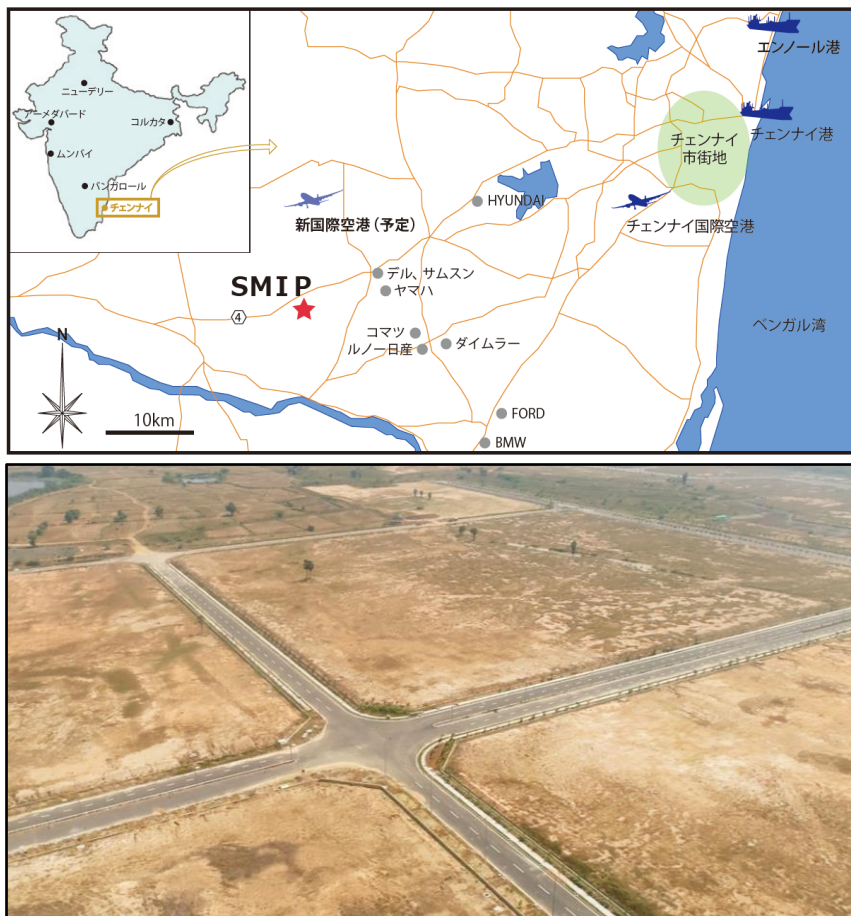 ニューデリー
アーメダバード
コルカタ
ムンバイ
バンガロール
チェンナイ
エンノール港
チェンナイ港
チェンナイ
市街地
HYUNDAI
新国際空港（予定）
チェンナイ国際空港
デル、サムスン
ヤマハ
SMIP
4
コマツ
ルノー日産
ダイムラー
ベンガル湾
N
10km
FORD
BMW